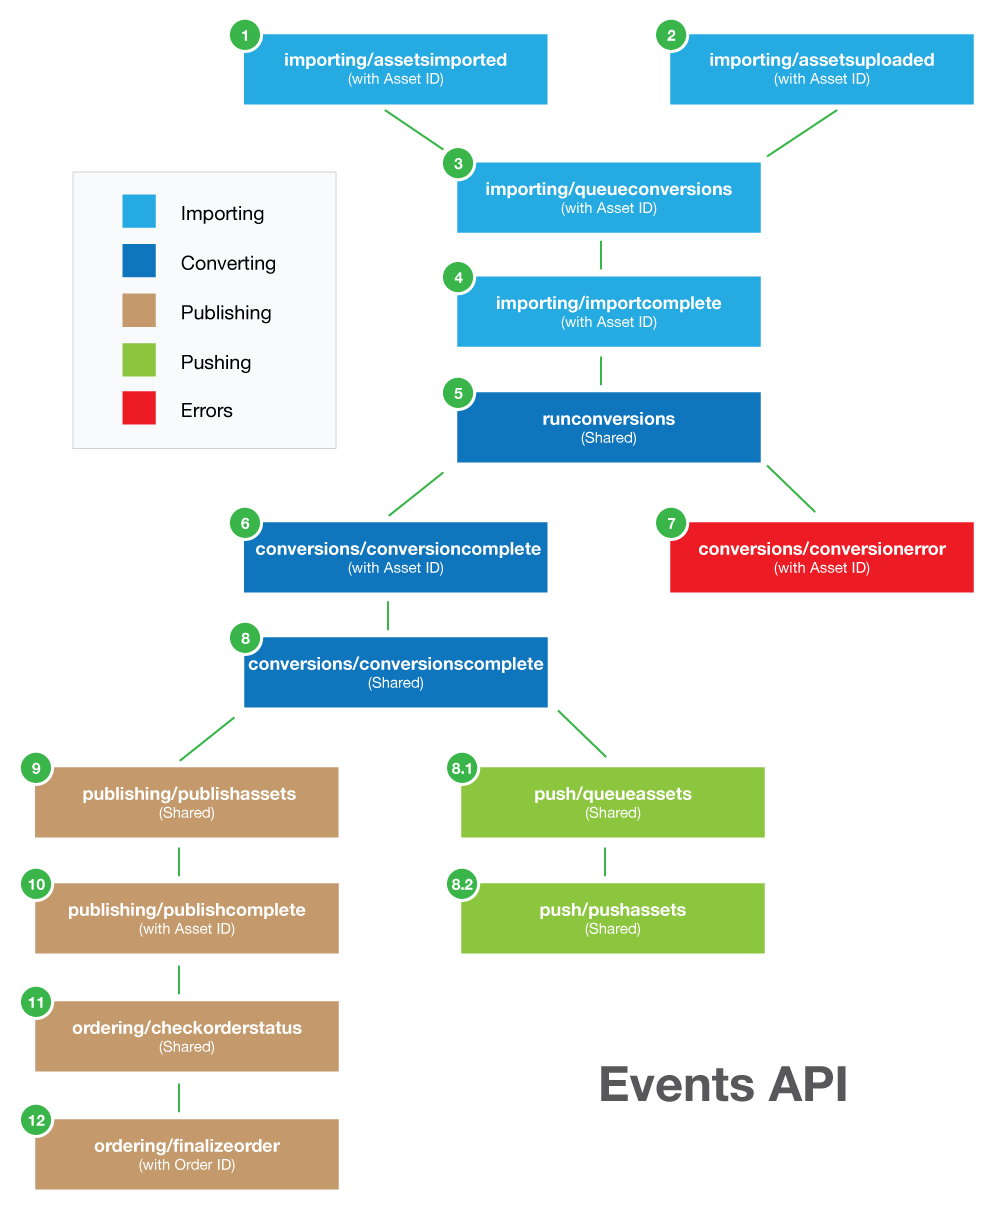 1
importing/assetsimported
(with Asset ID)
2
importing/assetsuploaded
(with Asset ID)
3
importing/queueconversions
(with Asset ID)
Importing
Converting
Publishing
Pushing
Errors
4
importing/importcomplete
(with Asset ID)
5
runconversions
(Shared)
6
conversions/conversioncomplete
(with Asset ID)
7
conversions/conversionerror
(with Asset ID)
8
conversions/conversionscomplete
(Shared)
9
publishing/publishassets
(Shared)
8.1
push/queueassets
(Shared)
10
publishing/publishcomplete
(with Asset ID)
8.2
push/pushassets
(Shared)
11
ordering/checkorderstatus
(Shared)
Events API
12
ordering/finalizeorder
(with Order ID)